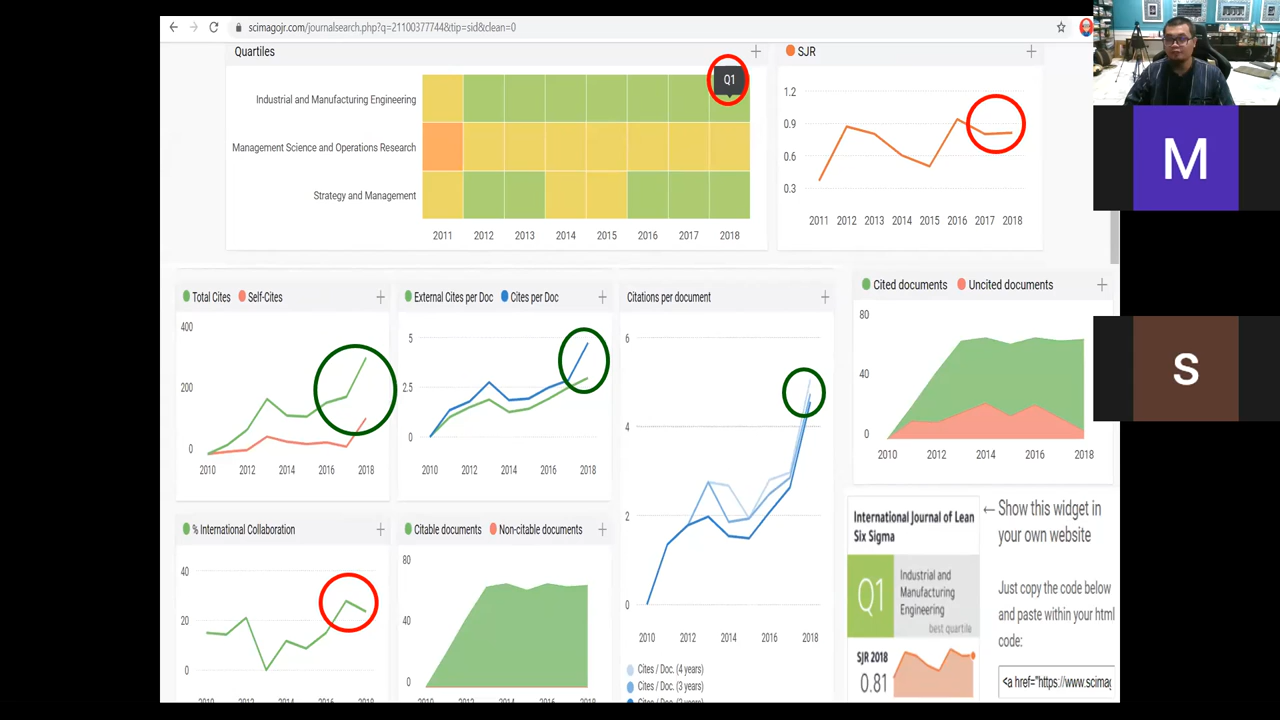 scimagojr.com/journalsearch.php?q=21100377744&tip=sid&clean=0
Quartiles
Q1
Industrial and Manufacturing Engineering
Management Science and Operations Research
Strategy and Management
2011 2012 2013 2014 2015 2016 2017 2018
SJR
1.2
0.9
0.6
0.3
2011 2012 2013 2014 2015 2016 2017 2018
M
Total Cites Self-Cites
400
200
0
2010 2012 2014 2016 2018
External Cites per Doc Cites per Doc
5
2.5
0
2010 2012 2014 2016 2018
Citations per document
6
4
2
0
2010 2012 2014 2016 2018
Cites / Doc. (4 years)
Cites / Doc. (3 years)
Cited documents Uncited documents
80
40
0
2010 2012 2014 2016 2018
S
% International Collaboration
40
20
0
Citable documents Non-citable documents
80
40
0
International Journal of Lean
Six Sigma
Q1
Industrial and
Manufacturing
Engineering
best quartile
SJR 2018
0.81
← Show this widget in
your own website
Just copy the code below
and paste within your html
code:
<a href="https://www.scimag